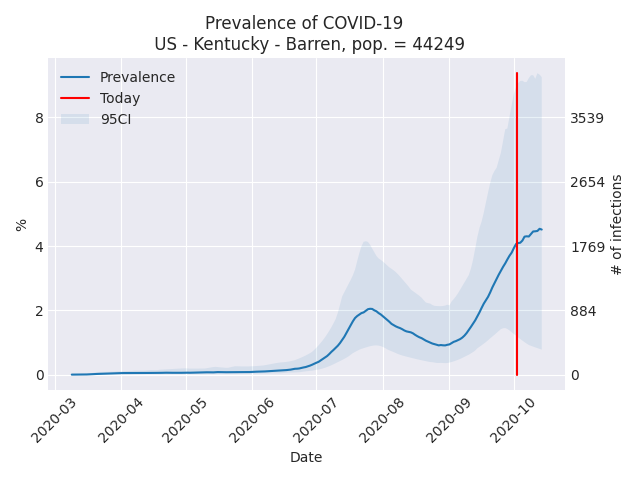 Prevalence of COVID-19
US - Kentucky - Barren, pop. = 44249
Prevalence
Today
95CI
8
6
4
2
0
%
3539
2654
1769
884
0
# of infections
2020-03
2020-04
2020-05
2020-06
2020-07
2020-08
2020-09
2020-10
Date